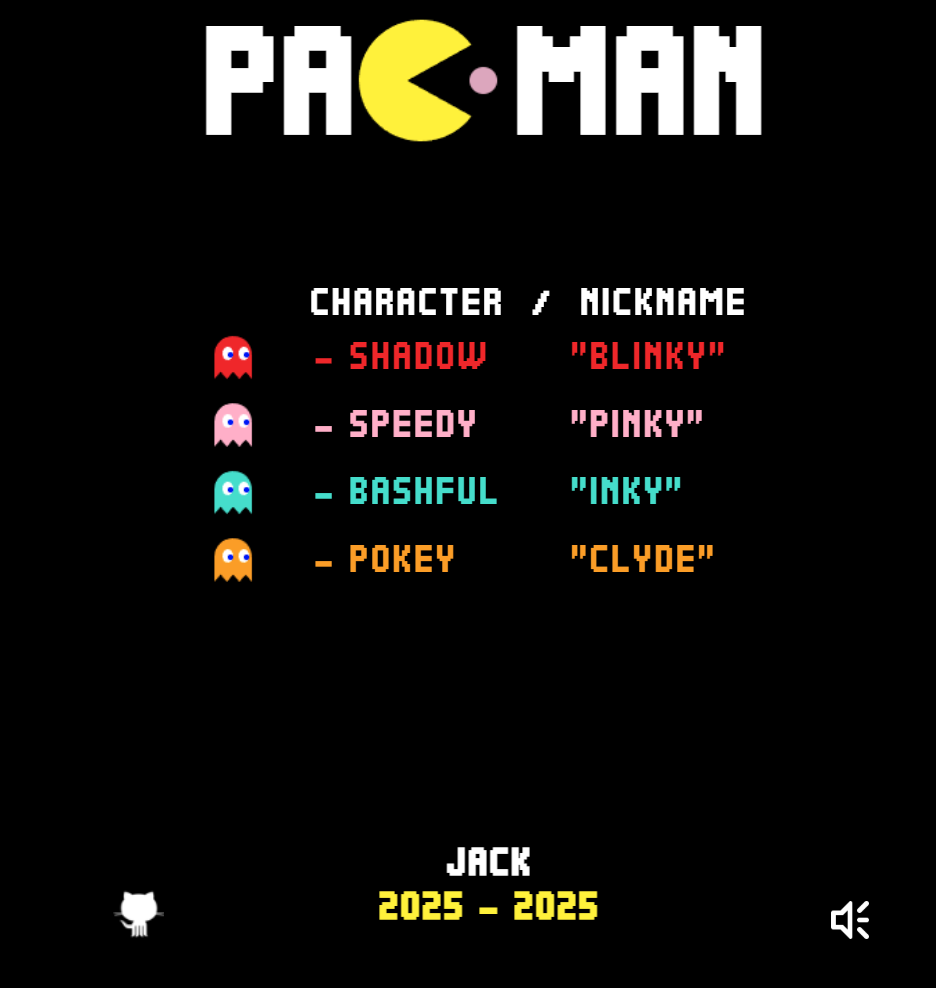 PAC-MAN
CHARACTER / NICKNAME
- SHADOW "BLINKY"
- SPEEDY "PINKY"
- BASHFUL "INKY"
- POKEY "CLYDE"
JACK
2025 - 2025